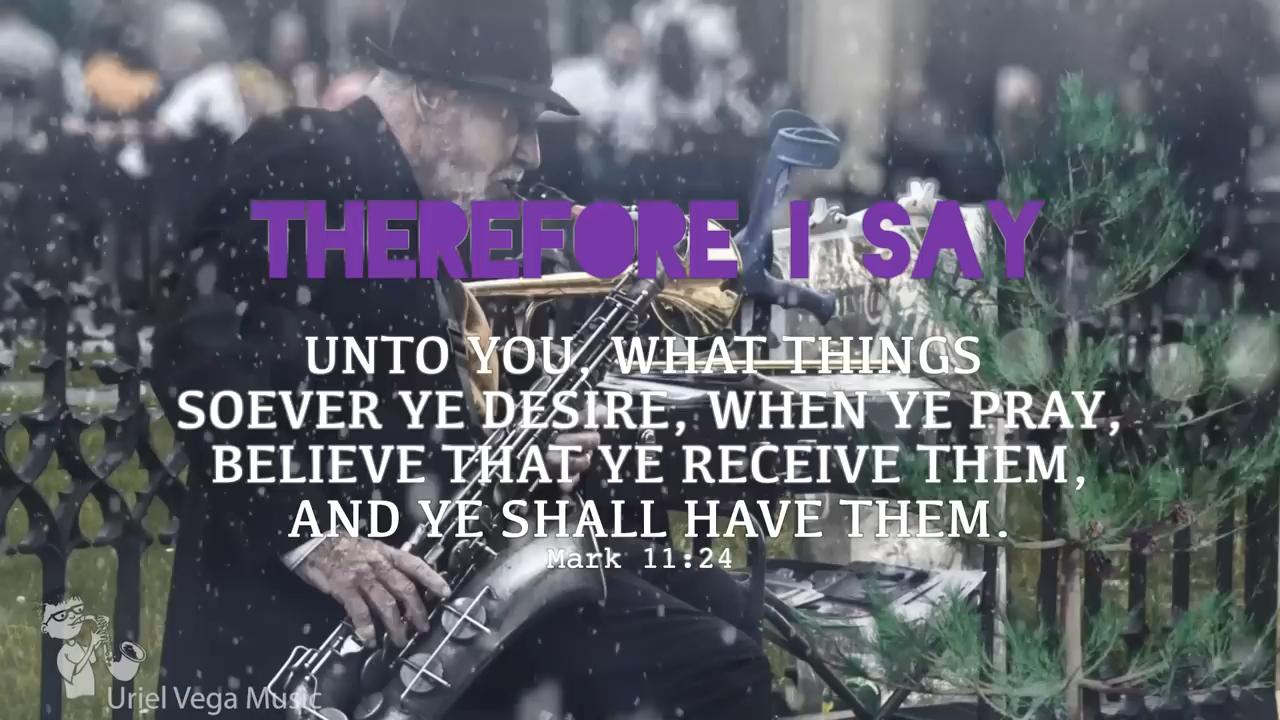 THEREFORE I SAY
UNTO YOU, WHAT THINGS
SOEVER YE DESIRE, WHEN YE PRAY,
BELIEVE THAT YE RECEIVE THEM,
AND YE SHALL HAVE THEM.
Mark 11:24
Uriel Vega Music